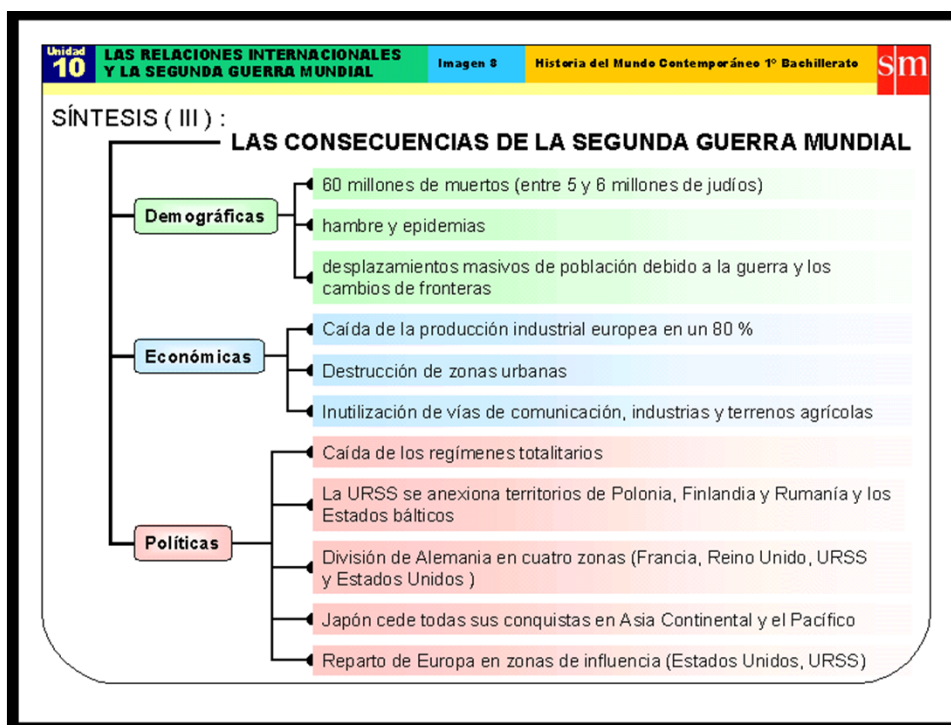 Unidad
10
LAS RELACIONES INTERNACIONALES
Y LA SEGUNDA GUERRA MUNDIAL
Imagen 8
Historia del Mundo Contemporáneo 1º Bachillerato
sm
SÍNTESIS ( III ) :
LAS CONSECUENCIAS DE LA SEGUNDA GUERRA MUNDIAL
Demográficas
60 millones de muertos (entre 5 y 6 millones de judíos)
hambre y epidemias
desplazamientos masivos de población debido a la guerra y los
cambios de fronteras
Económicas
Caída de la producción industrial europea en un 80 %
Destrucción de zonas urbanas
Inutilización de vías de comunicación, industrias y terrenos agrícolas
Políticas
Caída de los regímenes totalitarios
La URSS se anexiona territorios de Polonia, Finlandia y Rumanía y los
Estados bálticos
División de Alemania en cuatro zonas (Francia, Reino Unido, URSS
y Estados Unidos )
Japón cede todas sus conquistas en Asia Continental y el Pacífico
Reparto de Europa en zonas de influencia (Estados Unidos, URSS)